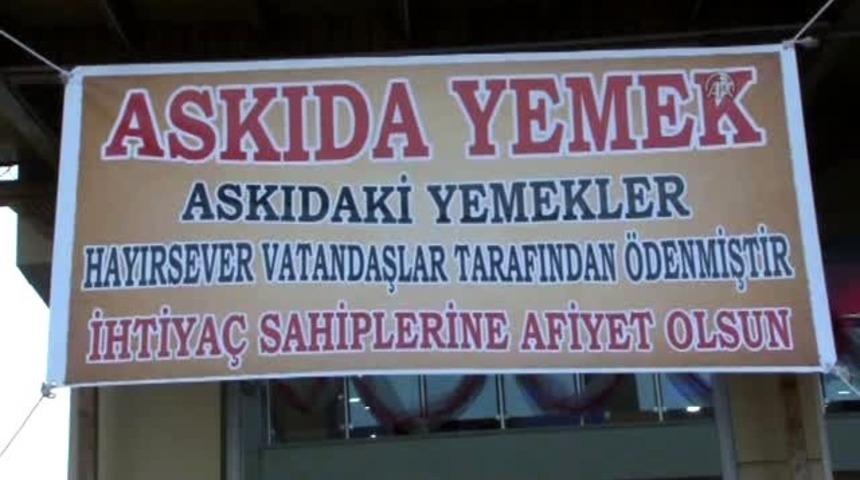 ASKIDA YEMEK
ASKIDAKİ YEMEKLER
HAYIRSEVER VATANDAŞLAR TARAFINDAN ÖDENMİŞTİR
İHTİYAÇ SAHİPLERİNE AFİYET OLSUN